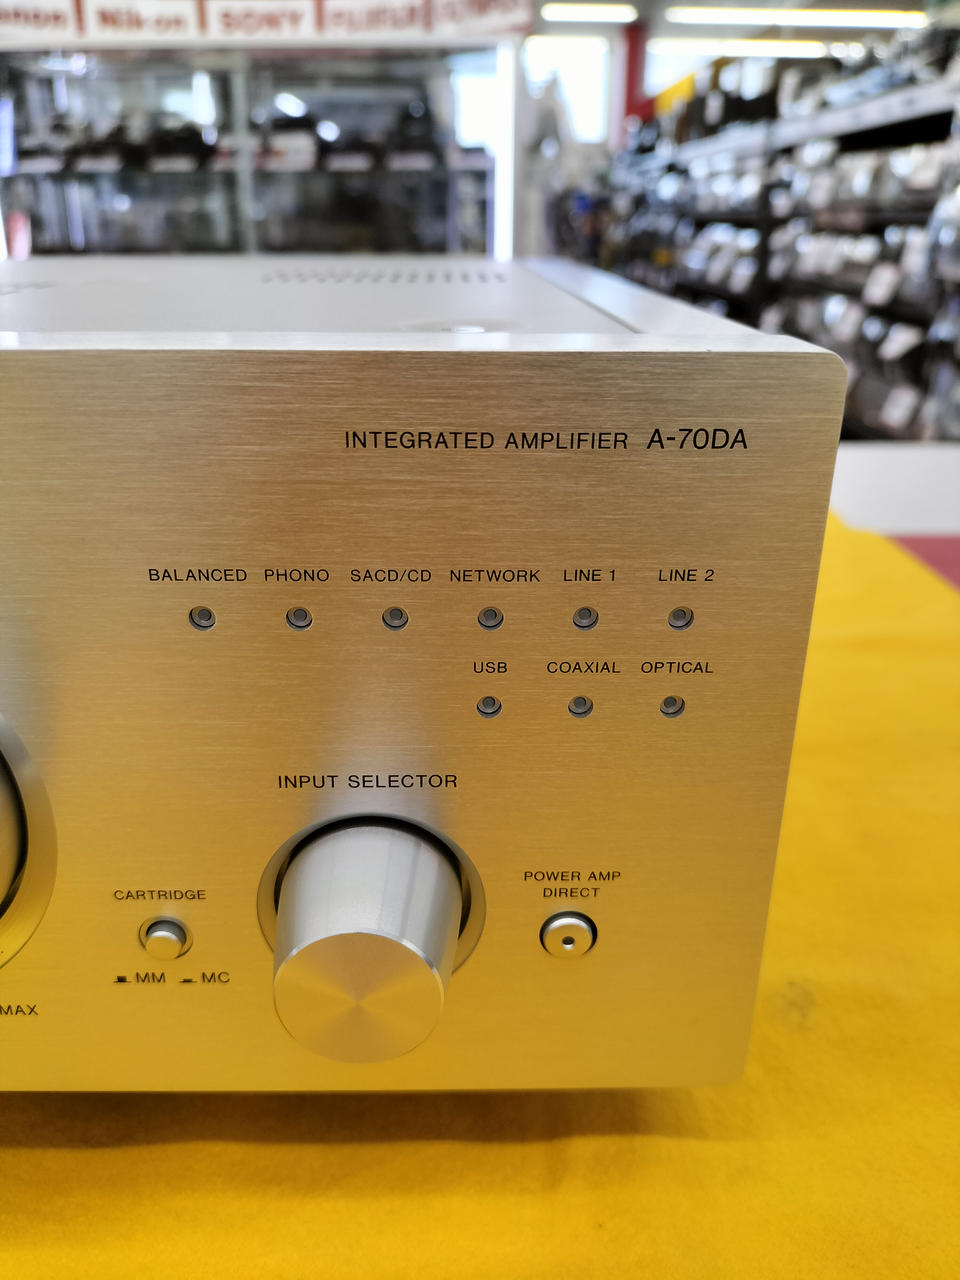 Nikon SONY
INTEGRATED AMPLIFIER A-70DA
BALANCED PHONO SACD/CD NETWORK LINE 1 LINE 2
USB COAXIAL OPTICAL
INPUT SELECTOR
POWER AMP
DIRECT
CARTRIDGE
MM MC
MAX